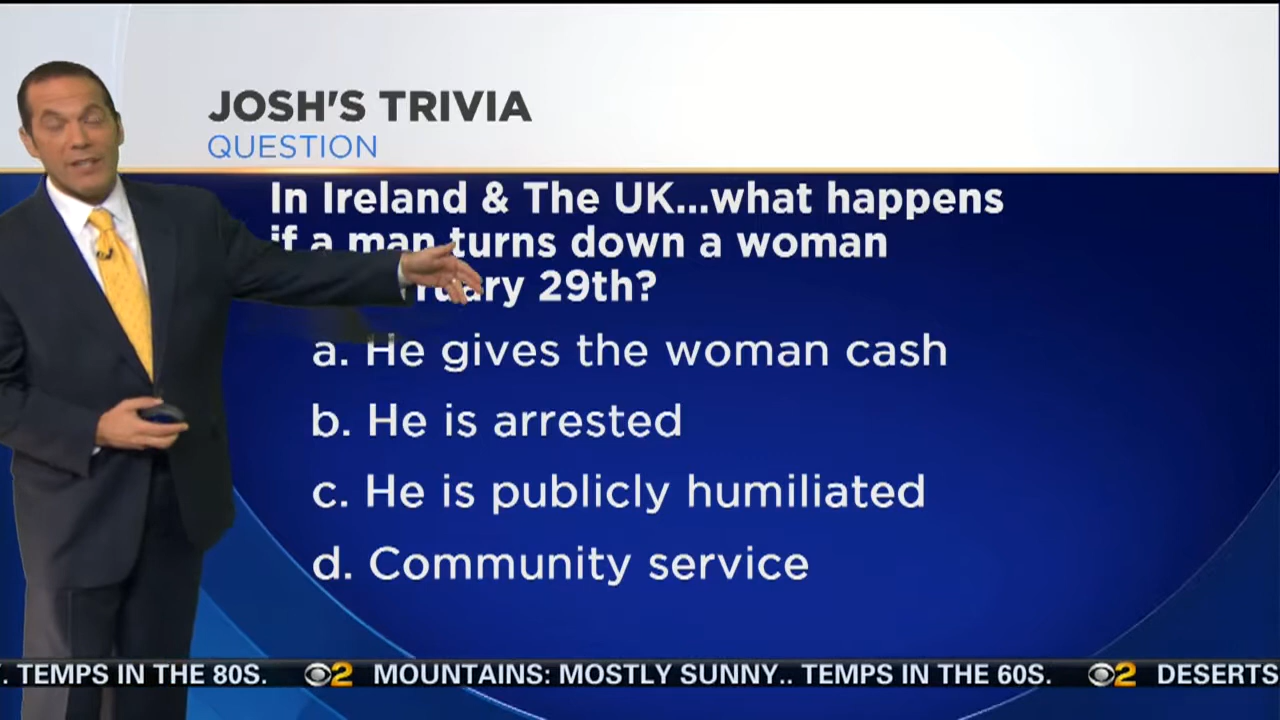 JOSH'S TRIVIA
QUESTION
In Ireland & The UK...what happens
if a man turns down a woman
29th?
a. He gives the woman cash
b. He is arrested
c. He is publicly humiliated
d. Community service
. TEMPS IN THE 80S. 2 MOUNTAINS: MOSTLY SUNNY.. TEMPS IN THE 60S. 2 DESERTS